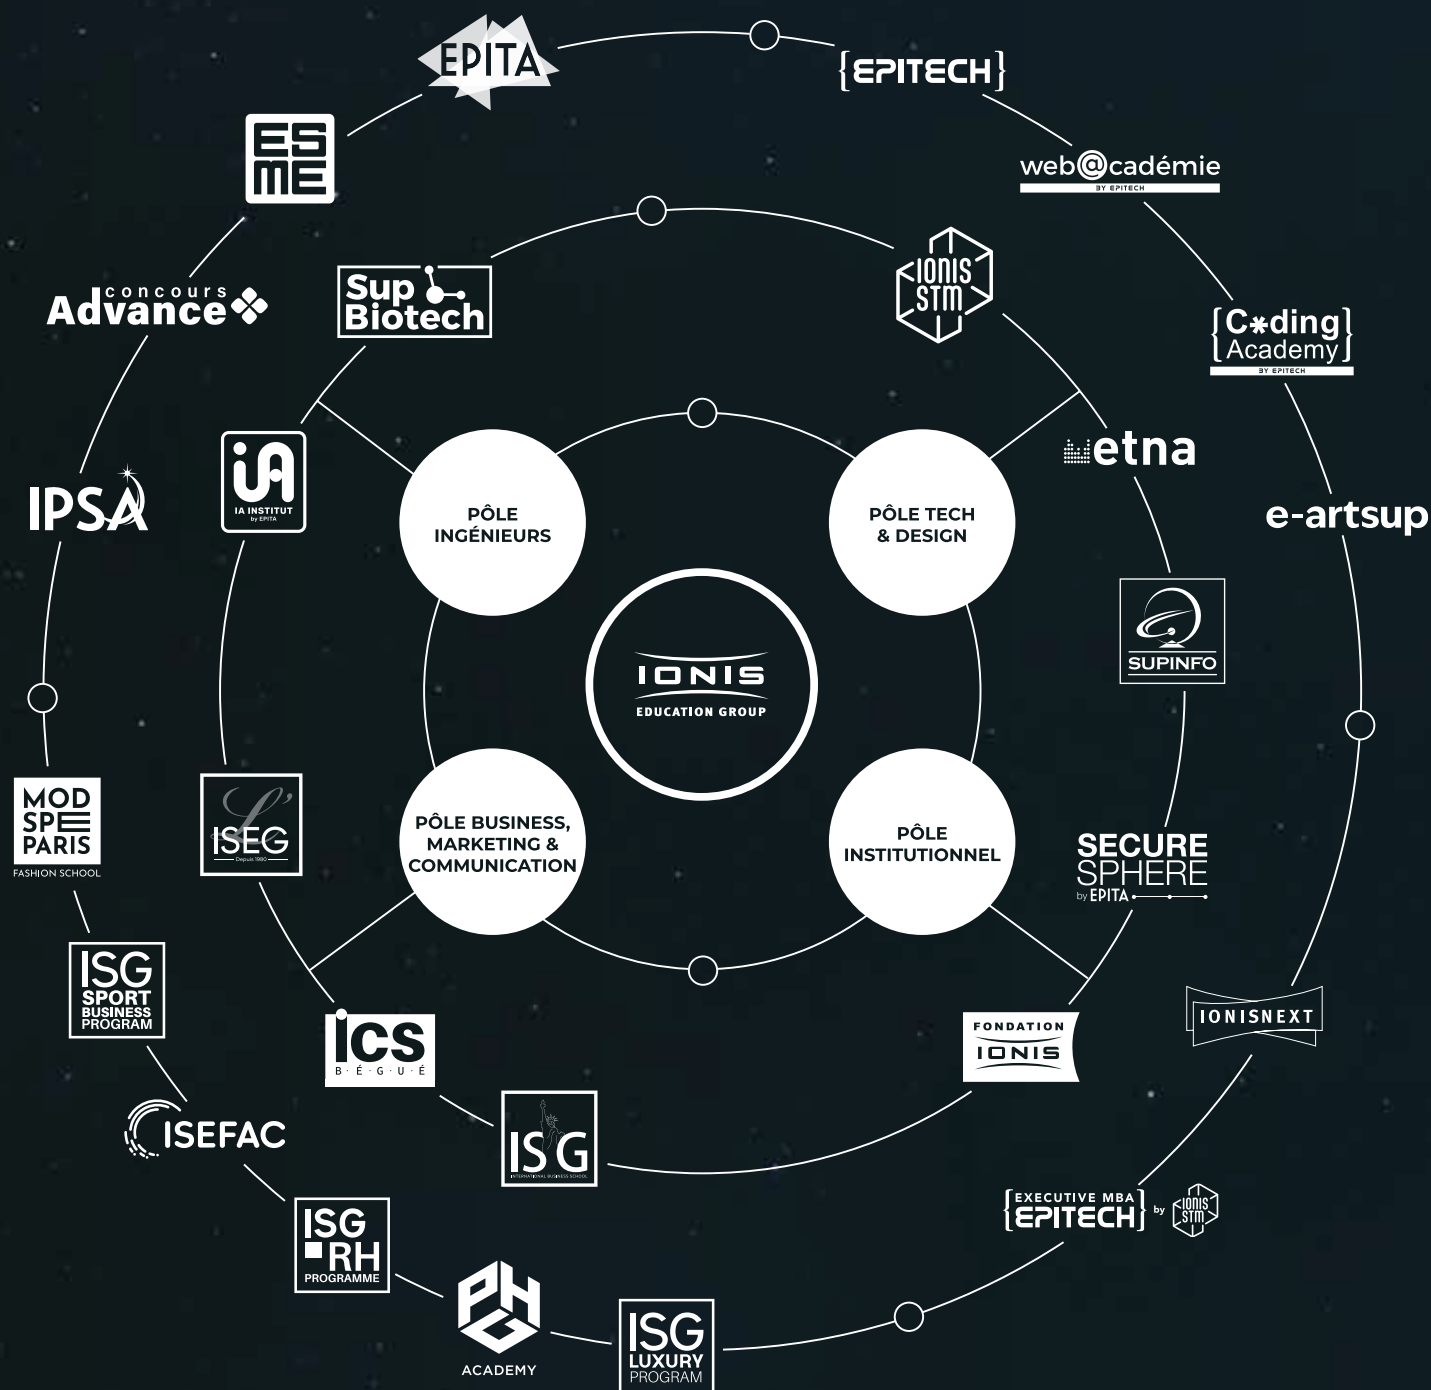 EPITA
{EPITECH}
ES
ME
web@cadémie
BY EPITECH
concours
Advance
Sup
Biotech
IONIS
STM
{C*ding
Academy}
BY EPITECH
IA
IA INSTITUT
by EPITA
etna
IPSA
e-artsup
PÔLE
INGÉNIEURS
PÔLE TECH
& DESIGN
SUPINFO
IONIS
EDUCATION GROUP
MOD
SPE
PARIS
FASHION SCHOOL
L'
ISEG
Depuis 1980
PÔLE BUSINESS,
MARKETING &
COMMUNICATION
PÔLE
INSTITUTIONNEL
SECURE
SPHERE
by EPITA
ISG
SPORT
BUSINESS
PROGRAM
ICS
B·É·G·U·É
FONDATION
IONIS
IONISNEXT
ISEFAC
ISG
INTERNATIONAL BUSINESS SCHOOL
{EXECUTIVE MBA
EPITECH} by IONIS
STM
ISG
RH
PROGRAMME
PHG
ACADEMY
ISG
LUXURY
PROGRAM